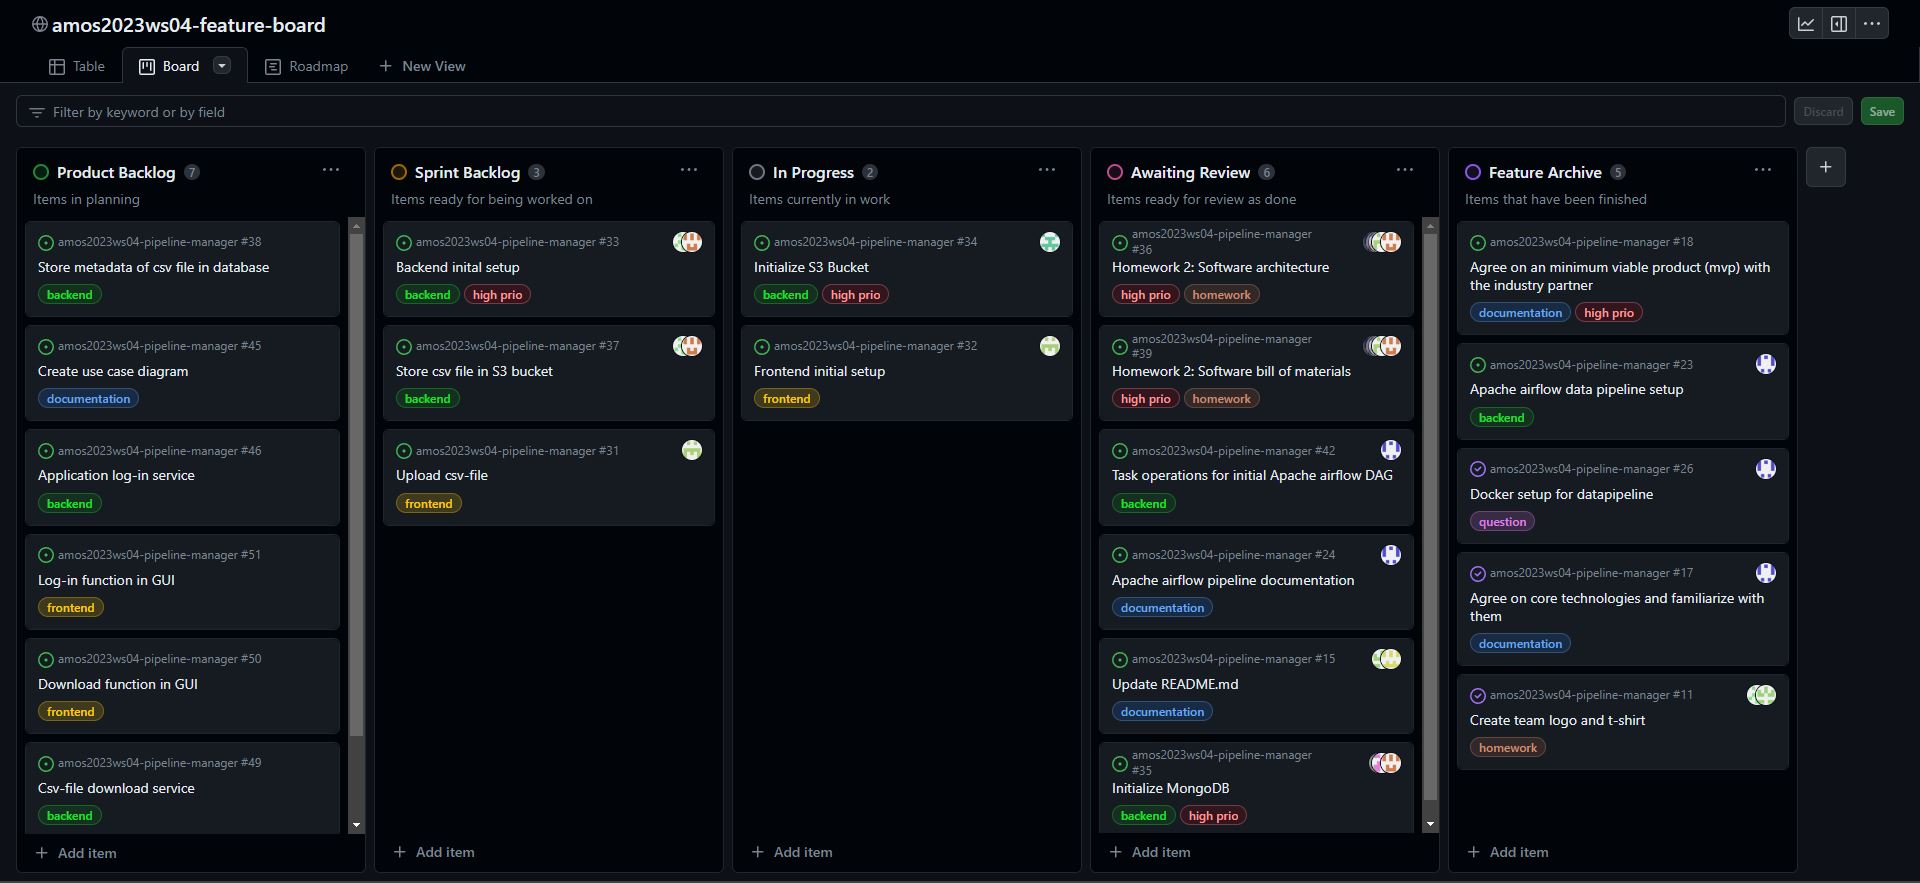 amos2023ws04-feature-board
Table
Board
Roadmap
New View
Filter by keyword or by field
Discard
Save
Product Backlog 7
Items in planning
amos2023ws04-pipeline-manager #38
Store metadata of csv file in database
backend
amos2023ws04-pipeline-manager #45
Create use case diagram
documentation
amos2023ws04-pipeline-manager #46
Application log-in service
backend
amos2023ws04-pipeline-manager #51
Log-in function in GUI
frontend
amos2023ws04-pipeline-manager #50
Download function in GUI
frontend
amos2023ws04-pipeline-manager #49
Csv-file download service
backend
Add item
Sprint Backlog 3
Items ready for being worked on
amos2023ws04-pipeline-manager #33
Backend inital setup
backend high prio
amos2023ws04-pipeline-manager #37
Store csv file in S3 bucket
backend
amos2023ws04-pipeline-manager #31
Upload csv-file
frontend
Add item
In Progress 2
Items currently in work
amos2023ws04-pipeline-manager #34
Initialize S3 Bucket
backend high prio
amos2023ws04-pipeline-manager #32
Frontend initial setup
frontend
Add item
Awaiting Review 6
Items ready for review as done
amos2023ws04-pipeline-manager
#36
Homework 2: Software architecture
high prio homework
amos2023ws04-pipeline-manager
#39
Homework 2: Software bill of materials
high prio homework
amos2023ws04-pipeline-manager #42
Task operations for initial Apache airflow DAG
backend
amos2023ws04-pipeline-manager #24
Apache airflow pipeline documentation
documentation
amos2023ws04-pipeline-manager #15
Update README.md
documentation
amos2023ws04-pipeline-manager
#35
Initialize MongoDB
backend high prio
Add item
Feature Archive 5
Items that have been finished
amos2023ws04-pipeline-manager #18
Agree on an minimum viable product (mvp) with
the industry partner
documentation high prio
amos2023ws04-pipeline-manager #23
Apache airflow data pipeline setup
backend
amos2023ws04-pipeline-manager #26
Docker setup for datapipeline
question
amos2023ws04-pipeline-manager #17
Agree on core technologies and familiarize with
them
documentation
amos2023ws04-pipeline-manager #11
Create team logo and t-shirt
homework
Add item